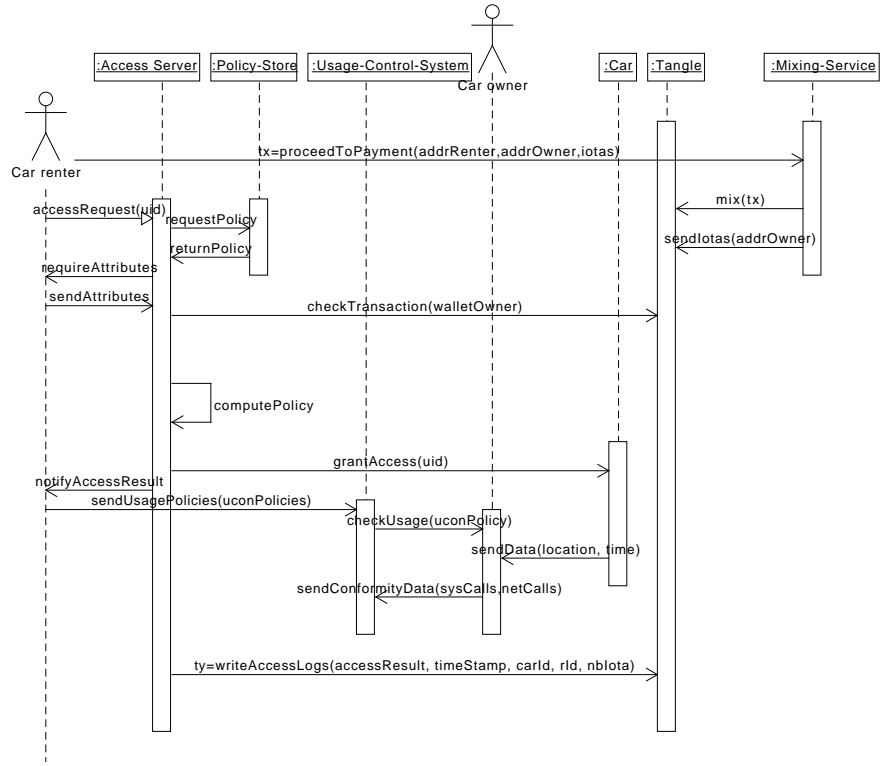 :Access Server
:Policy-Store
:Usage-Control-System
Car owner
:Car
:Tangle
:Mixing-Service
Car renter
tx=proceedToPayment(addrRenter,addrOwner,iotas)
accessRequest(uid)
mix(tx)
requestPolicy
sendIotas(addrOwner)
returnPolicy
requireAttributes
sendAttributes
checkTransaction(walletOwner)
computePolicy
grantAccess(uid)
notifyAccessResult
sendUsagePolicies(uconPolicies)
checkUsage(uconPolicy)
sendData(location, time)
sendConformityData(sysCalls,netCalls)
ty=writeAccessLogs(accessResult, timeStamp, carId, rId, nbIota)